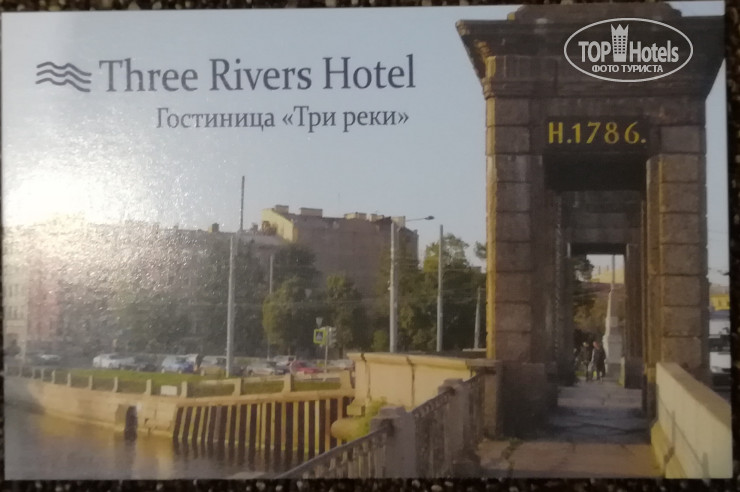 Three Rivers Hotel
Гостиница «Три реки»
TOP Hotels
ФОТО ТУРИСТА
Н.1786.